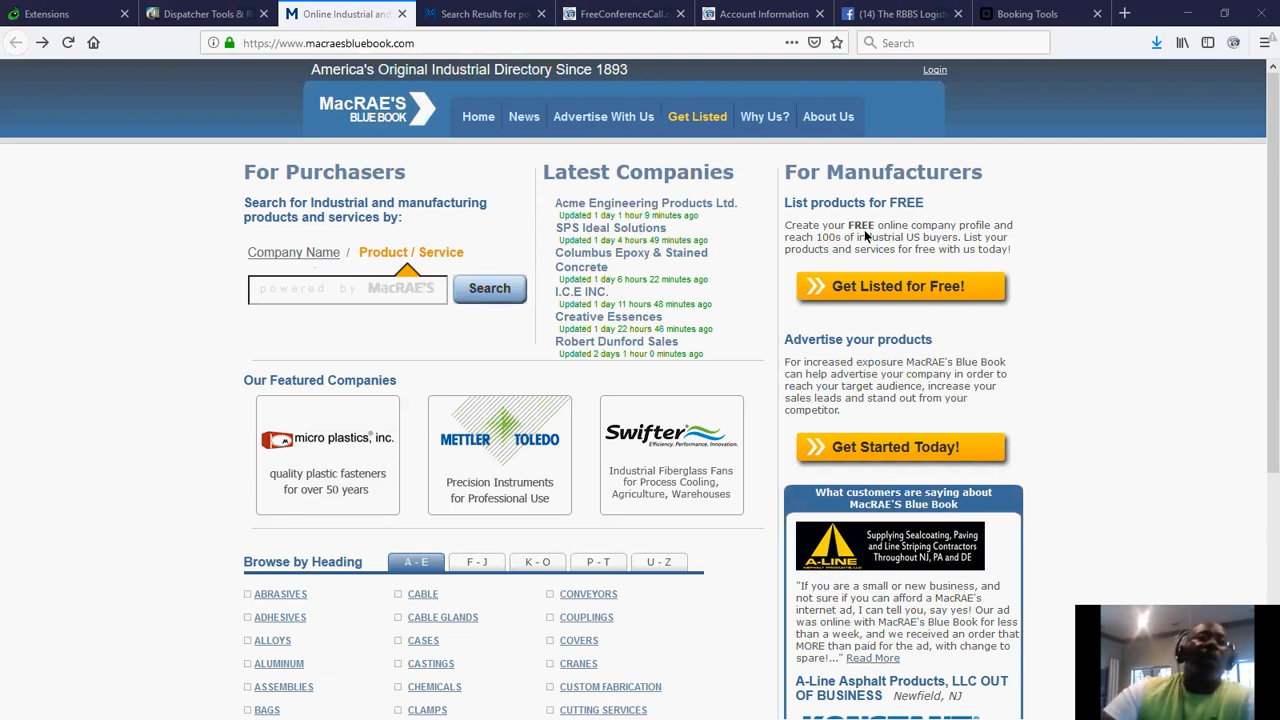 Extensions
Dispatcher Tools & R
Online Industrial and
Search Results for pe
FreeConferenceCall.c
Account Information
(14) The RBBS Logist
Booking Tools
https://www.macraesbluebook.com
Search
America's Original Industrial Directory Since 1893
Login
MacRAE'S
BLUE BOOK
Home
News
Advertise With Us
Get Listed
Why Us?
About Us
For Purchasers
Search for Industrial and manufacturing
products and services by:
Company Name / Product / Service
powered by MacRAE'S
Search
Latest Companies
Acme Engineering Products Ltd.
Updated 1 day 1 hour 9 minutes ago
SPS Ideal Solutions
Updated 1 day 4 hours 49 minutes ago
Columbus Epoxy & Stained
Concrete
Updated 1 day 6 hours 22 minutes ago
I.C.E INC.
Updated 1 day 11 hours 48 minutes ago
Creative Essences
Updated 1 day 22 hours 46 minutes ago
Robert Dunford Sales
Updated 2 days 1 hour 0 minutes ago
For Manufacturers
List products for FREE
Create your FREE online company profile and
reach 100s of industrial US buyers. List your
products and services for free with us today!
Get Listed for Free!
Advertise your products
For increased exposure MacRAE's Blue Book
can help advertise your company in order to
reach your target audience, increase your
sales leads and stand out from your
competitor.
Get Started Today!
Our Featured Companies
micro plastics, inc.
quality plastic fasteners
for over 50 years
METTLER TOLEDO
Precision Instruments
for Professional Use
Swifter
Efficiency. Performance. Innovation.
Industrial Fiberglass Fans
for Process Cooling,
Agriculture, Warehouses
What customers are saying about
MacRAE'S Blue Book
A-LINE
ASPHALT PRODUCTS, LLC
Supplying Sealcoating, Paving
and Line Striping Contractors
Throughout NJ, PA and DE
"If you are a small or new business, and
not sure if you can afford a MacRAE's
internet ad, I can tell you, say yes! Our ad
was online with MacRAE's Blue Book for less
than a week, and we received an order that
MORE than paid for the ad, with change to
spare!..." Read More
A-Line Asphalt Products, LLC OUT
OF BUSINESS Newfield, NJ
Browse by Heading
A - E
F - J
K - O
P - T
U - Z
ABRASIVES
CABLE
CONVEYORS
ADHESIVES
CABLE GLANDS
COUPLINGS
ALLOYS
CASES
COVERS
ALUMINUM
CASTINGS
CRANES
ASSEMBLIES
CHEMICALS
CUSTOM FABRICATION
BAGS
CLAMPS
CUTTING SERVICES